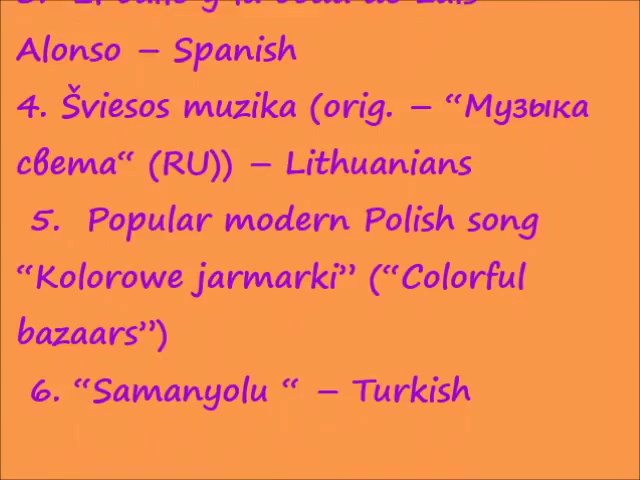 Alonso – Spanish
4. Šviesos muzika (orig. – “Музыка
света“ (RU)) – Lithuanians
5. Popular modern Polish song
“Kolorowe jarmarki” (“Colorful
bazaars”)
6. “Samanyolu “ – Turkish